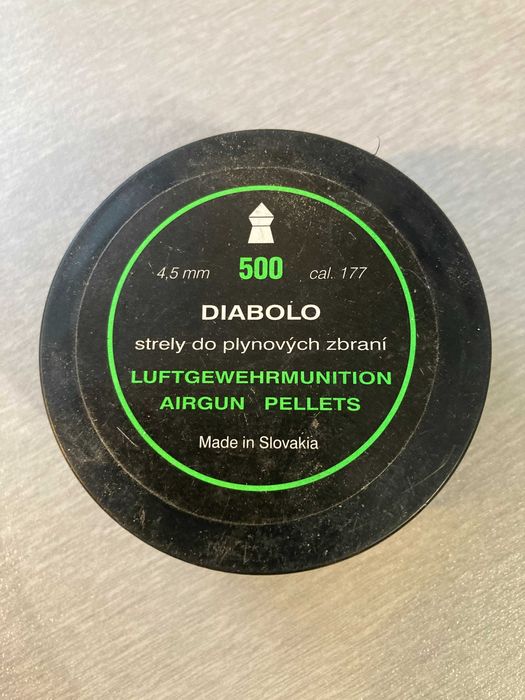 4,5 mm 500 cal. 177
DIABOLO
strely do plynových zbraní
LUFTGEWEHRMUNITION
AIRGUN PELLETS
Made in Slovakia